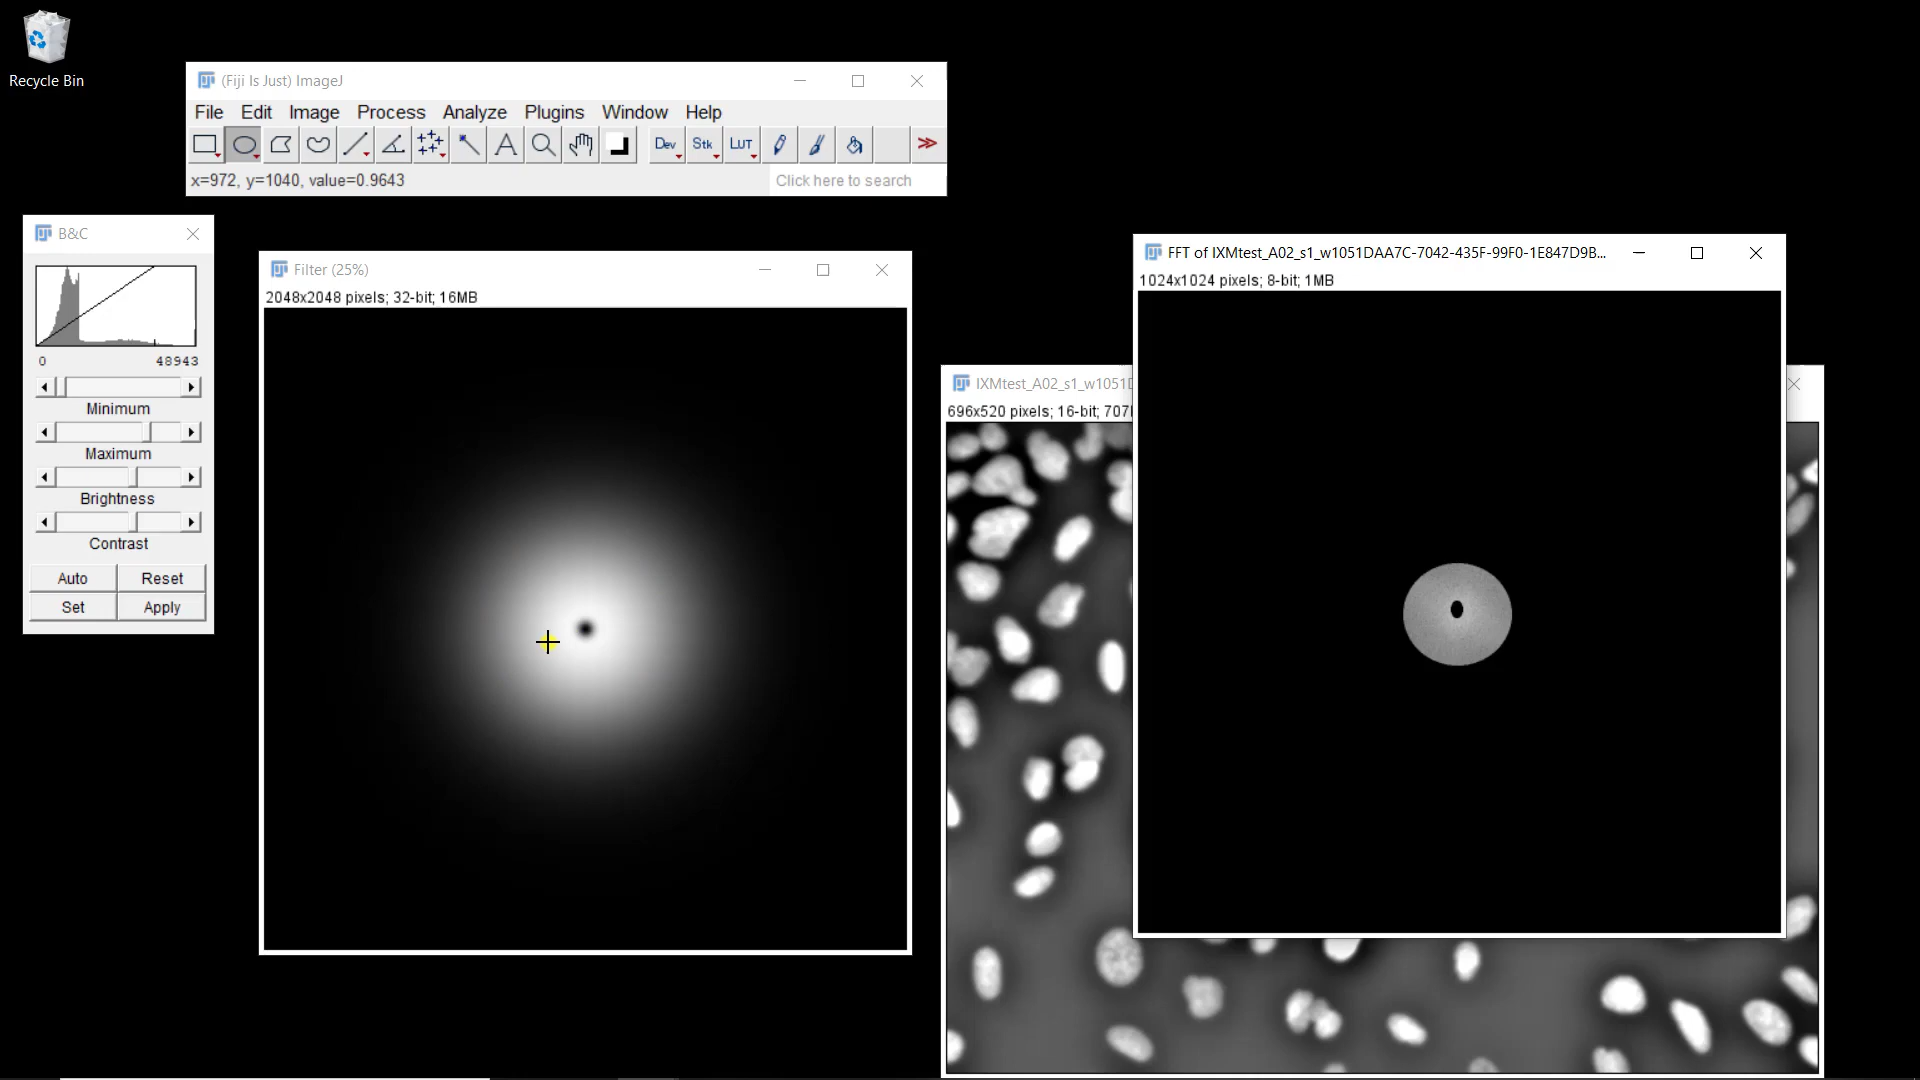 Recycle Bin
(Fiji Is Just) ImageJ
File Edit Image Process Analyze Plugins Window Help
Dev Stk LUT
x=972, y=1040, value=0.9643
Click here to search
B&C
0 48943
Minimum
Maximum
Brightness
Contrast
Auto Reset
Set Apply
Filter (25%)
2048x2048 pixels; 32-bit; 16MB
IXMtest_A02_s1_w1051
696x520 pixels; 16-bit; 707
FFT of IXMtest_A02_s1_w1051DAA7C-7042-435F-99F0-1E847D9B...
1024x1024 pixels; 8-bit; 1MB